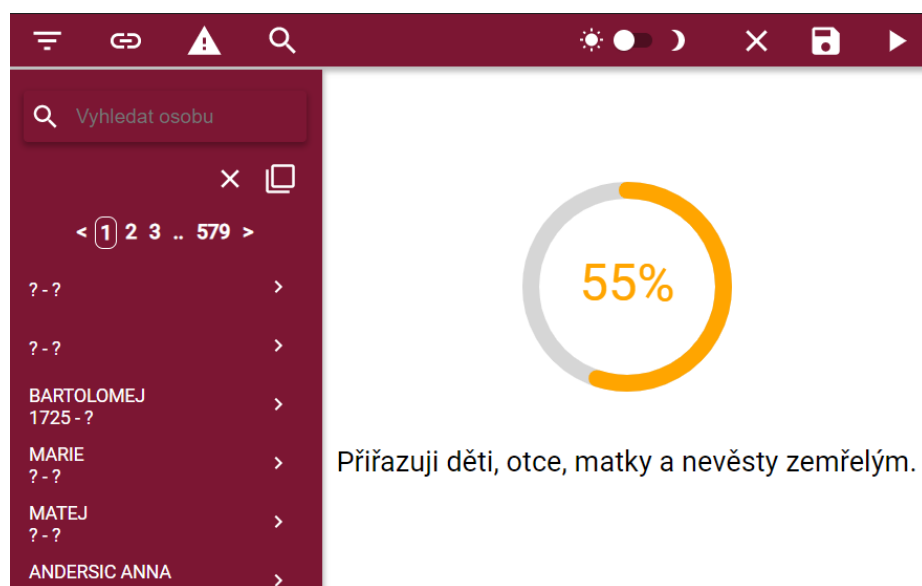 Vyhledat osobu
< 1 2 3 .. 579 >
? - ?
? - ?
BARTOLOMEJ
1725 - ?
MARIE
? - ?
MATEJ
? - ?
ANDERSIC ANNA
55%
Přiřazuji děti, otce, matky a nevěsty zemřelým.